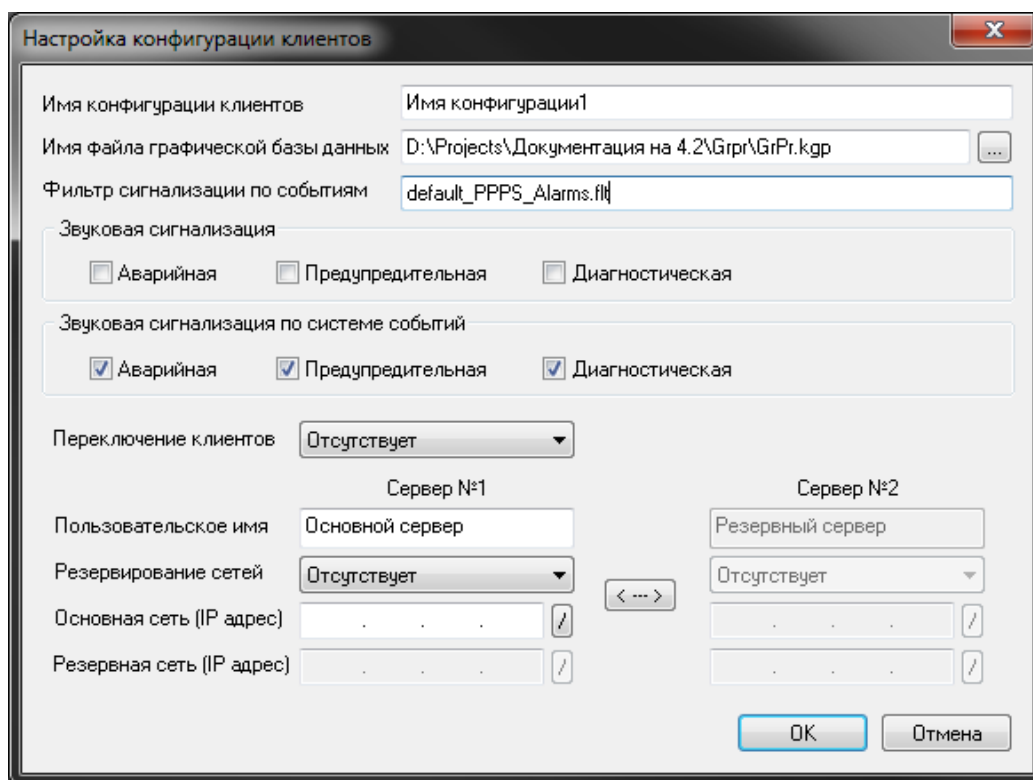 Настройка конфигурации клиентов
Имя конфигурации клиентов Имя конфигурации1
Имя файла графической базы данных D:\Projects\Документация на 4.2\Grpr\GrPr.kgp ...
Фильтр сигнализации по событиям default_PPPS_Alarms.flt
Звуковая сигнализация
Аварийная Предупредительная Диагностическая
Звуковая сигнализация по системе событий
Аварийная Предупредительная Диагностическая
Переключение клиентов Отсутствует
Сервер №1 Сервер №2
Пользовательское имя Основной сервер Резервный сервер
Резервирование сетей Отсутствует < --- > Отсутствует
Основная сеть (IP адрес) . . . / . . . /
Резервная сеть (IP адрес) . . . / . . . /
OK Отмена